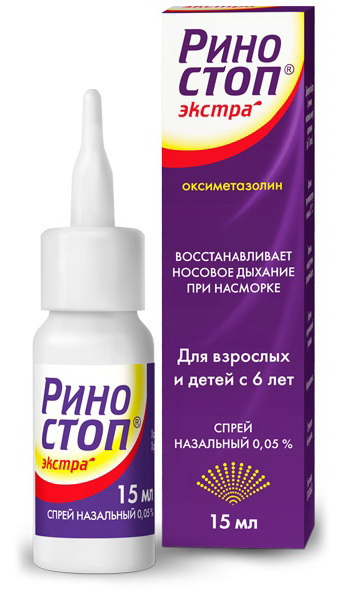 РИНО
СТОП®
экстра
оксиметазолин
ВОССТАНАВЛИВАЕТ
НОСОВОЕ ДЫХАНИЕ
ПРИ НАСМОРКЕ
Для взрослых
и детей с 6 лет
СПРЕЙ
НАЗАЛЬНЫЙ 0,05 %
15 мл
РИНО
СТОП®
экстра
15 мл
СПРЕЙ НАЗАЛЬНЫЙ 0,05 %